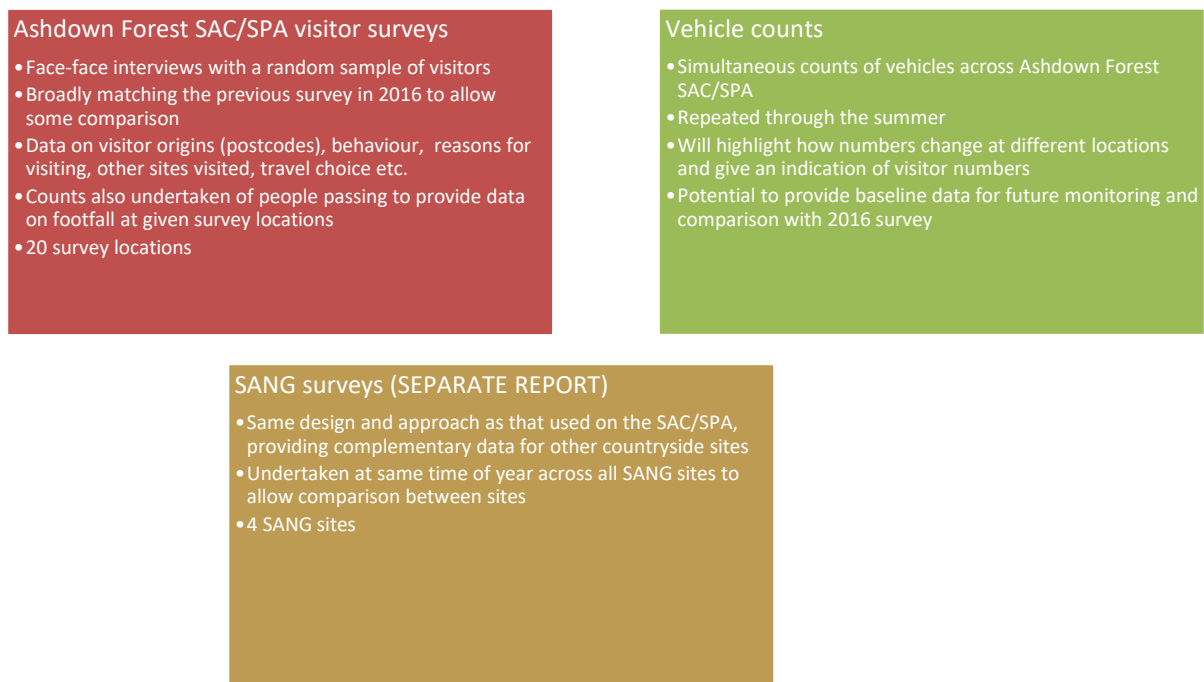 Ashdown Forest SAC/SPA visitor surveys
•Face-face interviews with a random sample of visitors
•Broadly matching the previous survey in 2016 to allow
some comparison
•Data on visitor origins (postcodes), behaviour, reasons for
visiting, other sites visited, travel choice etc.
•Counts also undertaken of people passing to provide data
on footfall at given survey locations
•20 survey locations
Vehicle counts
•Simultaneous counts of vehicles across Ashdown Forest
SAC/SPA
•Repeated through the summer
•Will highlight how numbers change at different locations
and give an indication of visitor numbers
•Potential to provide baseline data for future monitoring and
comparison with 2016 survey
SANG surveys (SEPARATE REPORT)
•Same design and approach as that used on the SAC/SPA,
providing complementary data for other countryside sites
•Undertaken at same time of year across all SANG sites to
allow comparison between sites
•4 SANG sites